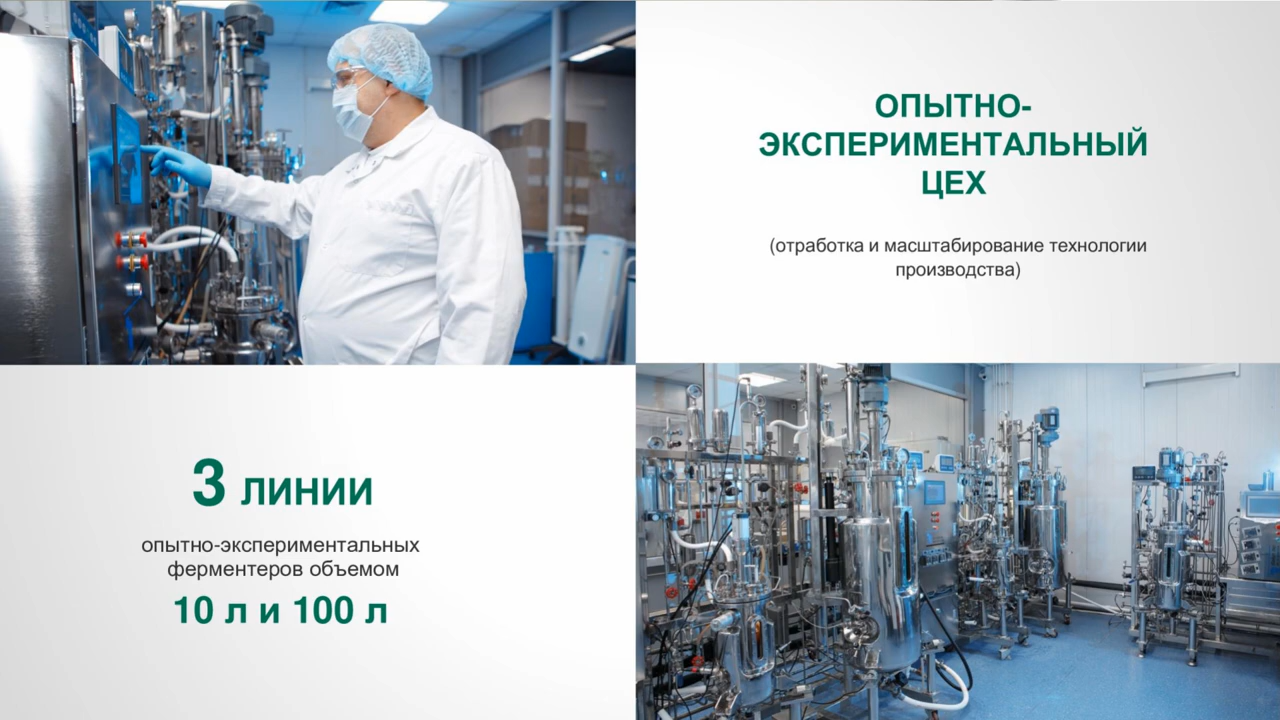 ОПЫТНО-
ЭКСПЕРИМЕНТАЛЬНЫЙ
ЦЕХ
(отработка и масштабирование технологии
производства)
3 ЛИНИИ
опытно-экспериментальных
ферментеров объемом
10 л и 100 л